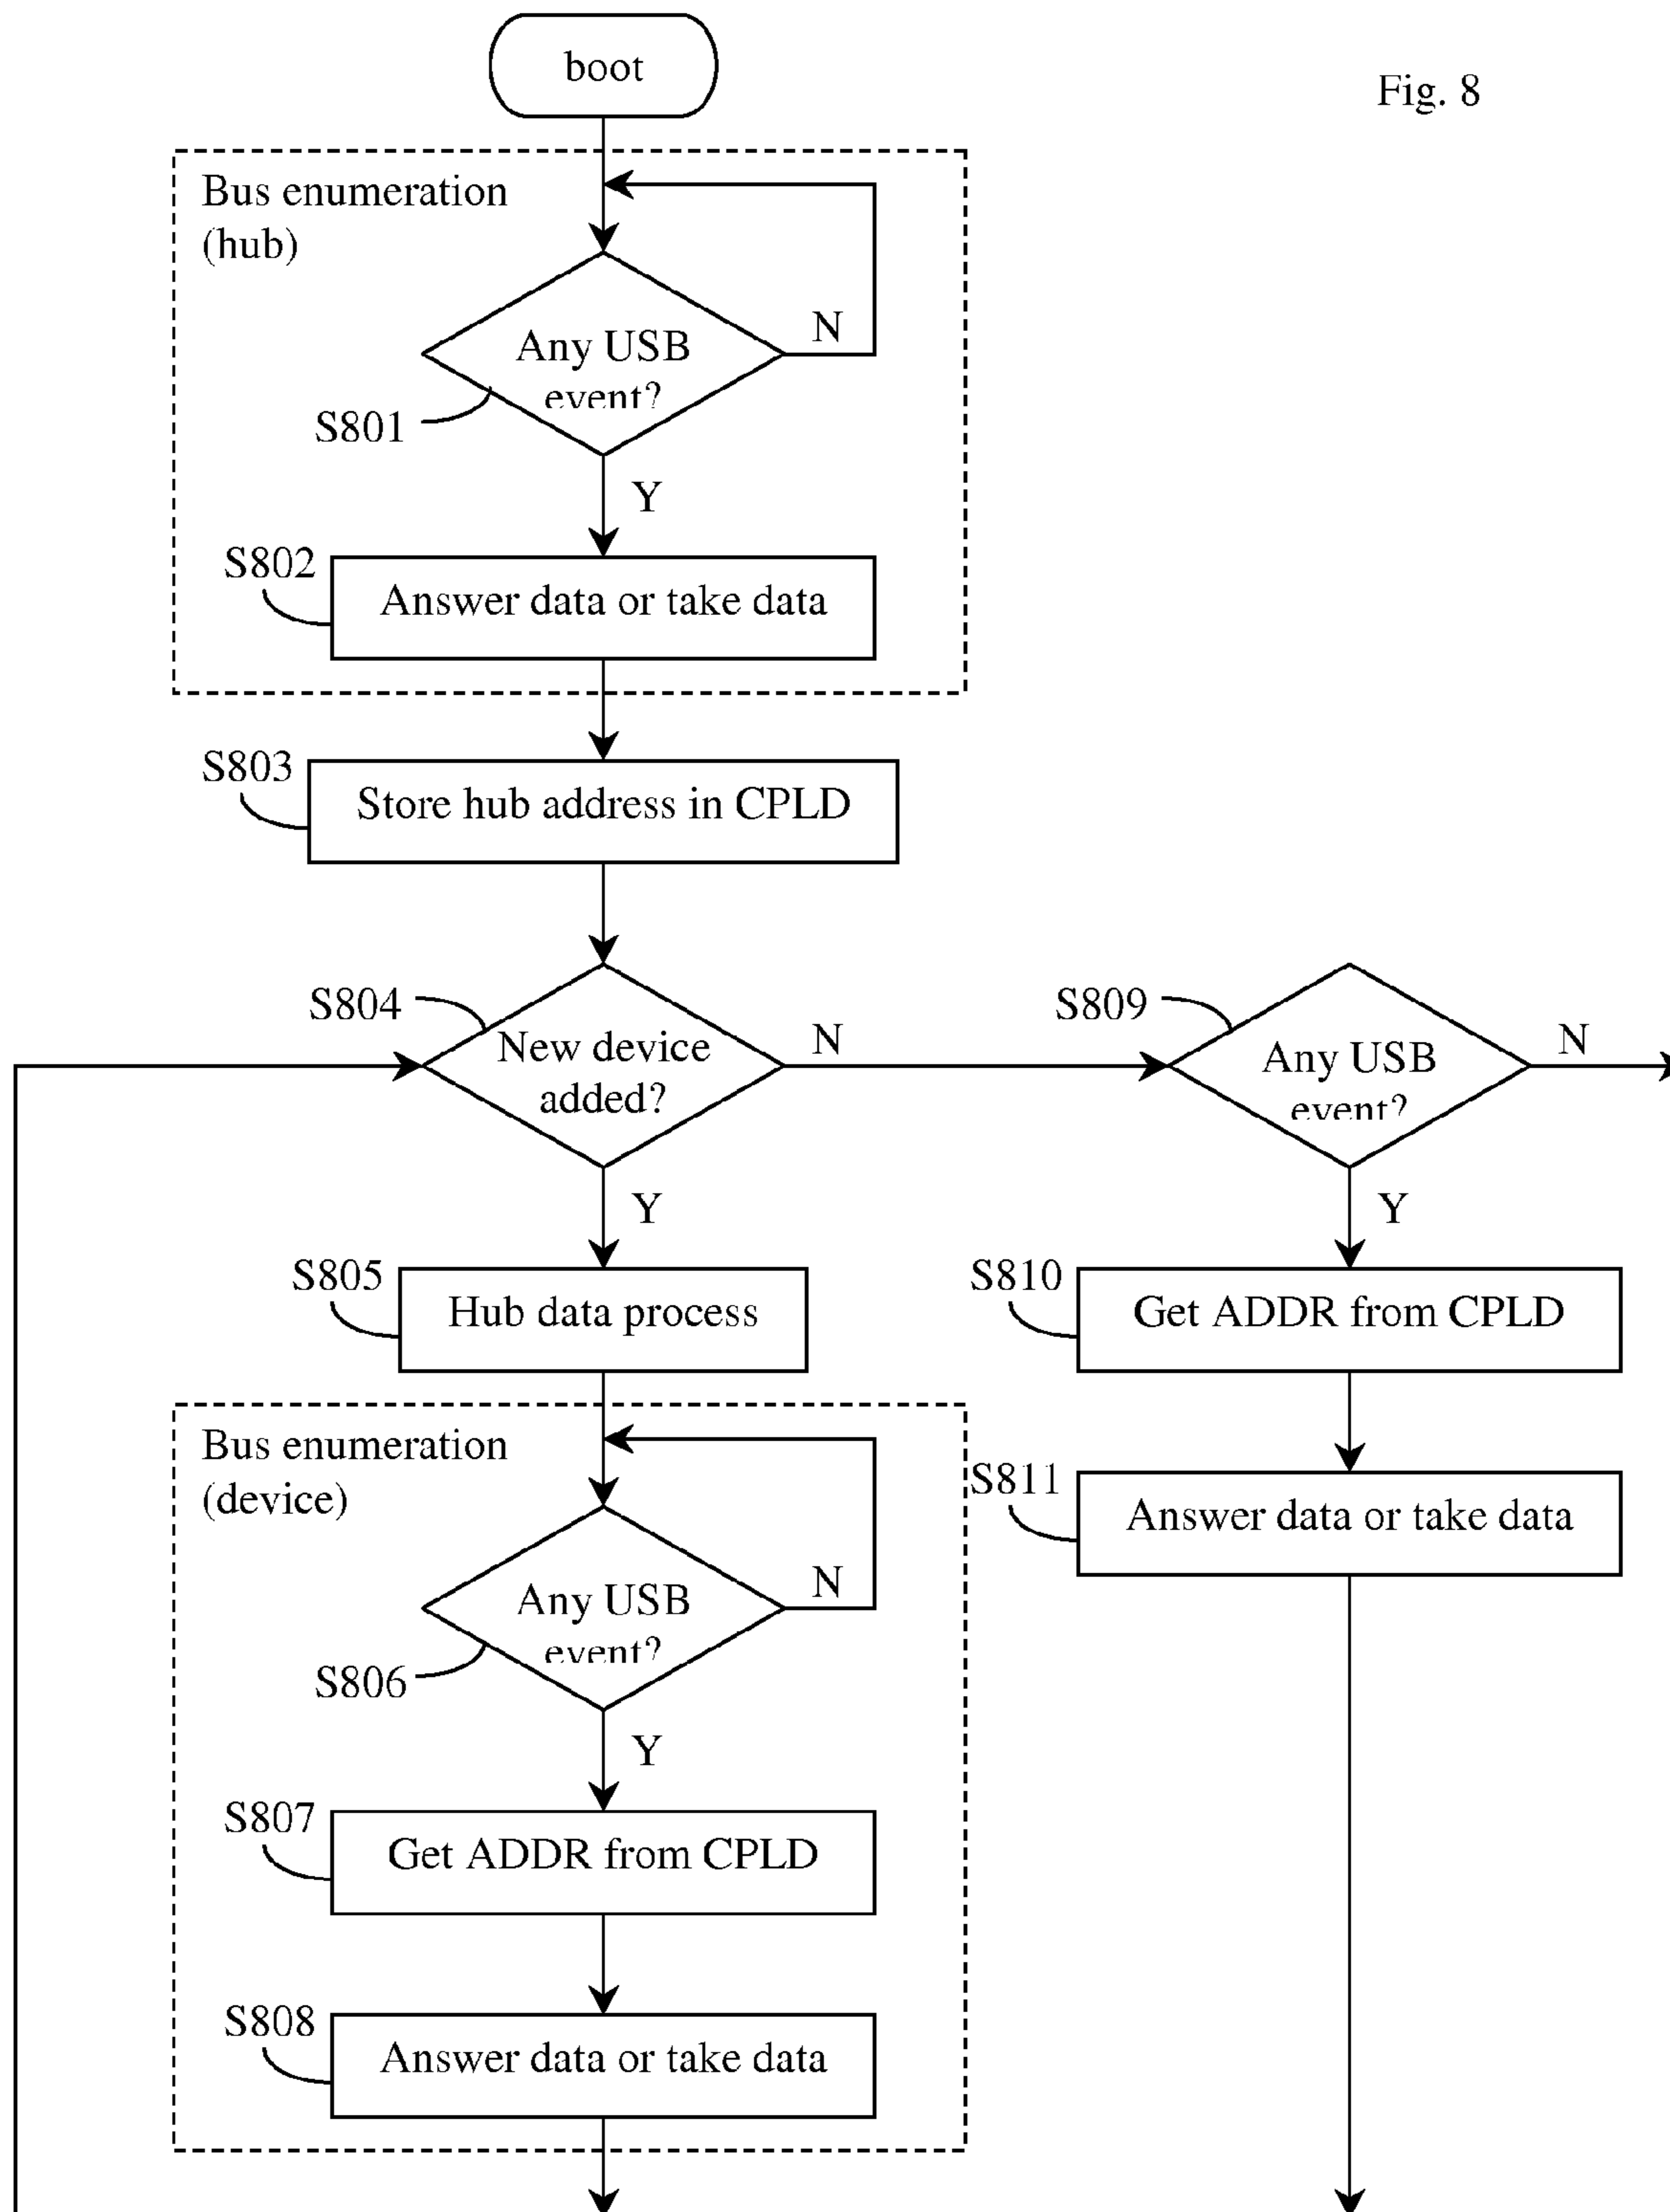 boot
Fig. 8
Bus enumeration
(hub)
Any USB
event?
N
S801
Y
S802
Answer data or take data
S803
Store hub address in CPLD
S804
New device
added?
N
S809
Any USB
event?
N
Y
Y
S805
Hub data process
S810
Get ADDR from CPLD
Bus enumeration
(device)
S811
Answer data or take data
Any USB
event?
N
S806
Y
S807
Get ADDR from CPLD
S808
Answer data or take data